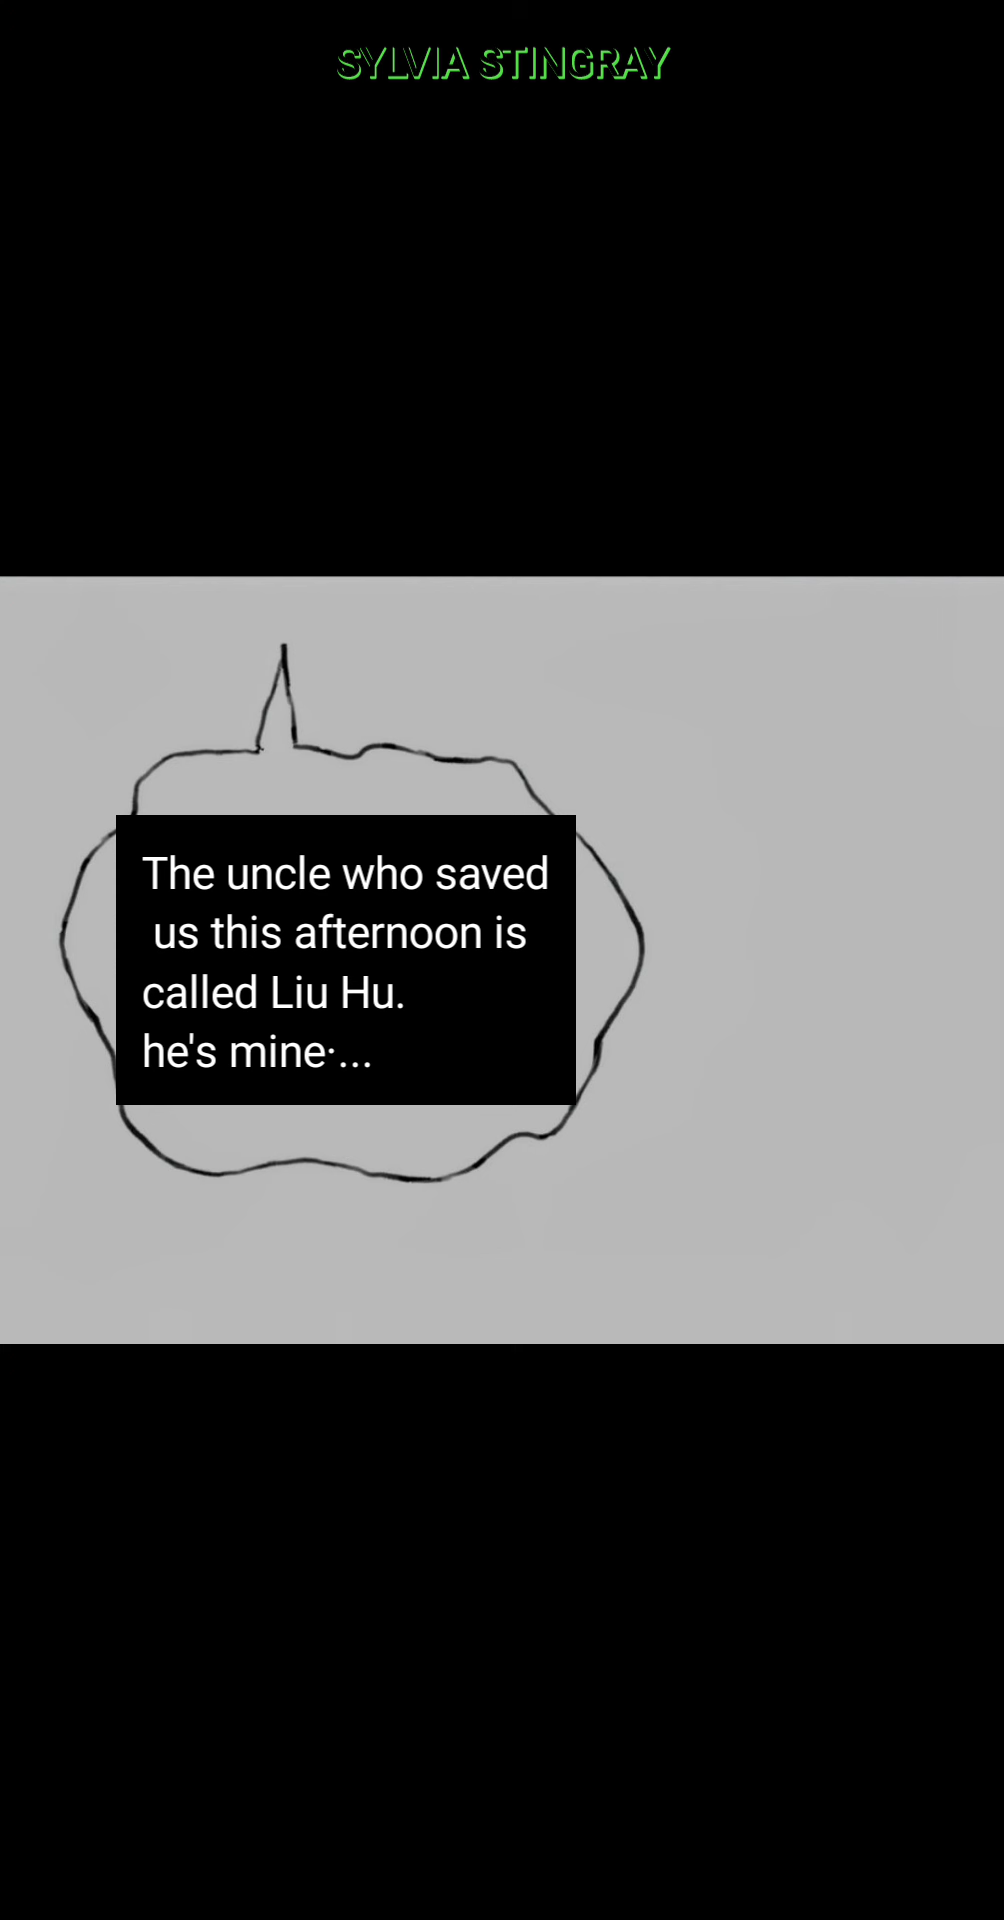 SYLVIA STINGRAY
The uncle who saved
us this afternoon is
called Liu Hu.
he's mine·...